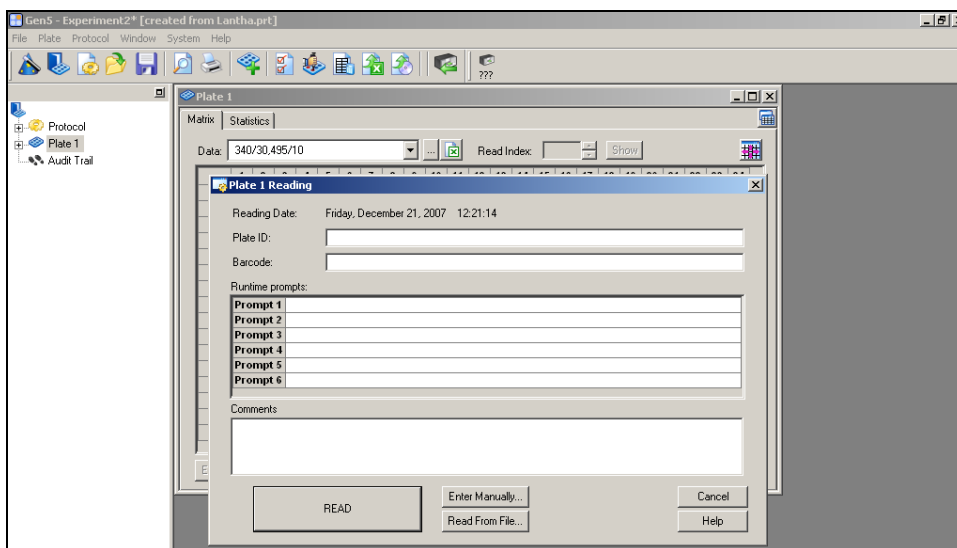 Gen5 - Experiment2* [created from Lantha.prt]
File Plate Protocol Window System Help
???
Plate 1
Matrix Statistics
Protocol
Plate 1
Audit Trail
Data: 340/30,495/10 ... Read Index: Show
Plate 1 Reading
Reading Date: Friday, December 21, 2007 12:21:14
Plate ID:
Barcode:
Runtime prompts:
Prompt 1
Prompt 2
Prompt 3
Prompt 4
Prompt 5
Prompt 6
Comments
READ
Enter Manually...
Cancel
Read From File...
Help